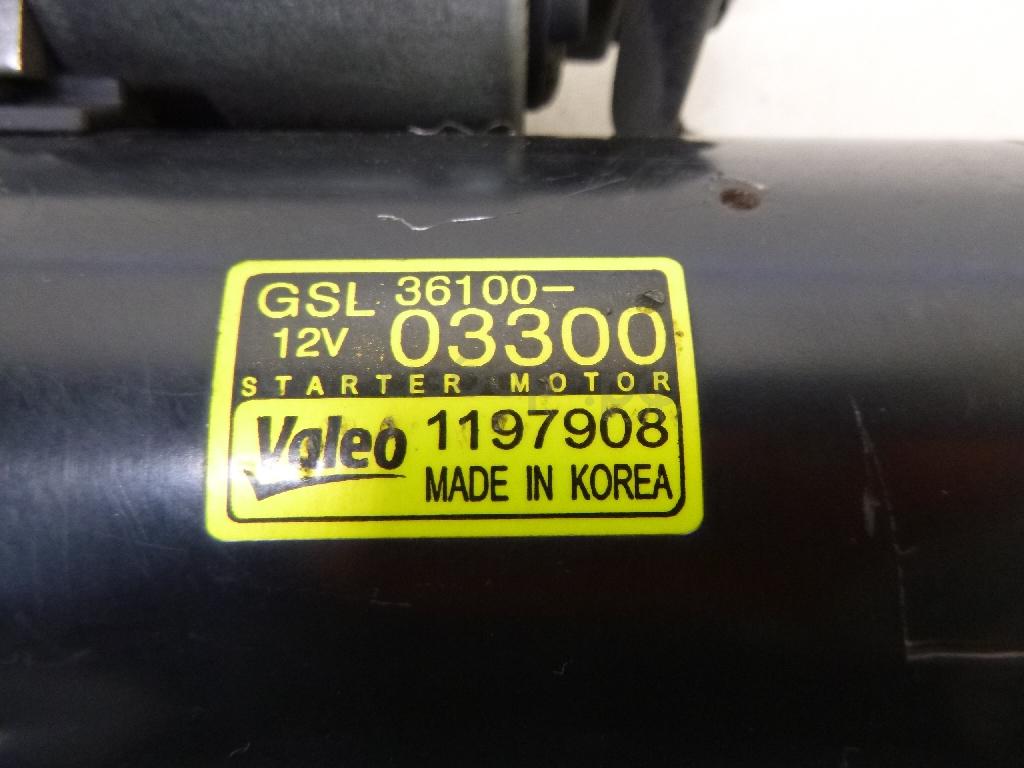 GSL 36100-
12V 03300
STARTER MOTOR
Valeo 1197908
MADE IN KOREA